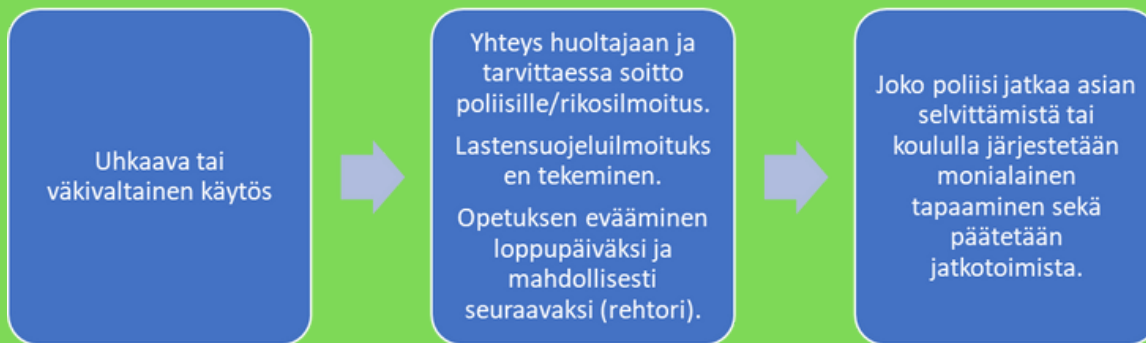 Uhkaava tai
väkivaltainen käytös
Yhteys huoltajaan ja
tarvittaessa soitto
poliisille/rikosilmoitus.
Lastensuojeluilmoituks
en tekeminen.
Opetuksen evääminen
loppupäiväksi ja
mahdollisesti
seuraavaksi (rehtori).
Joko poliisi jatkaa asian
selvittämistä tai
koululla järjestetään
monialainen
tapaaminen sekä
päätetään
jatkotoimista.